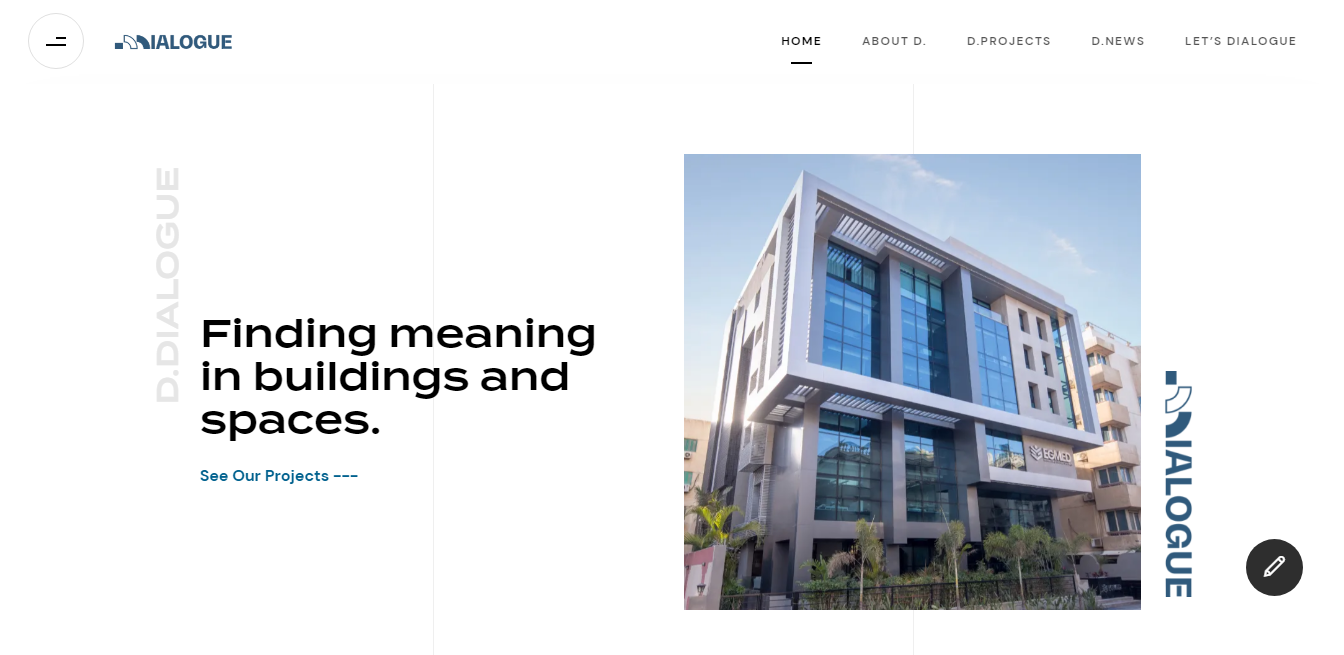 DIALOGUE
HOME
ABOUT D.
D.PROJECTS
D.NEWS
LET'S DIALOGUE
D.DIALOGUE
Finding meaning
in buildings and
spaces.
See Our Projects ---
EGMED
DIALOGUE